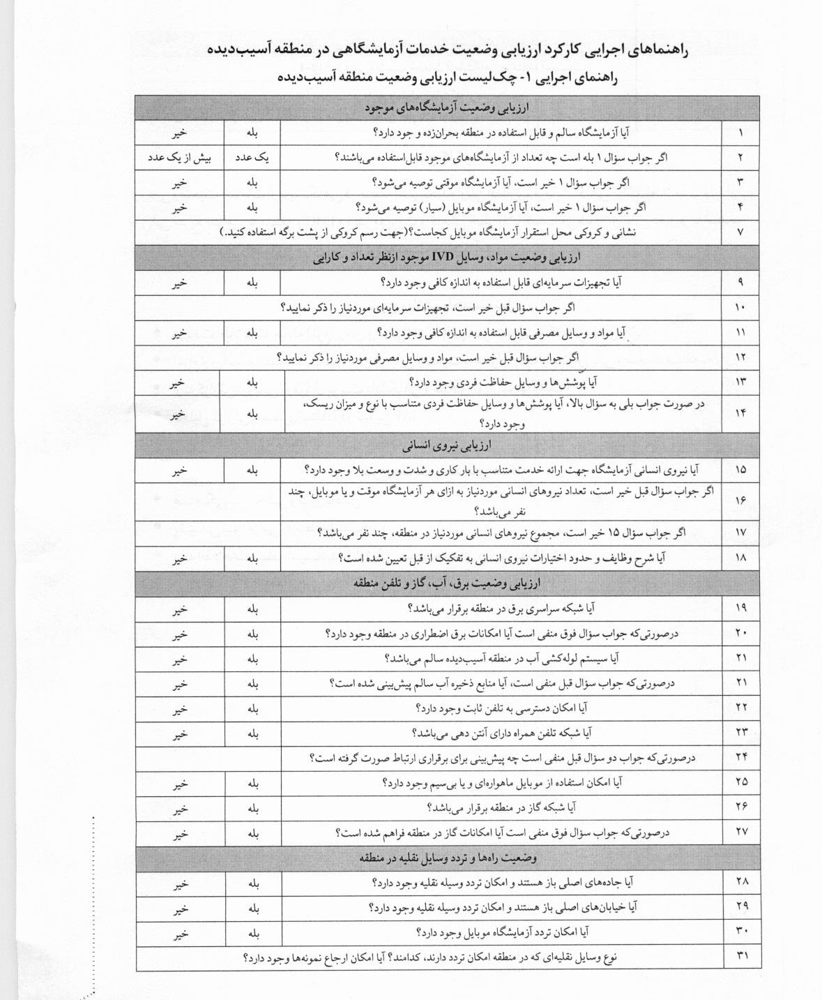 راهنماهای اجرایی کارکرد ارزیابی وضعیت خدمات آزمایشگاهی در منطقه آسیب‌دیده
راهنمای اجرایی ۱- چک‌لیست ارزیابی وضعیت منطقه آسیب‌دیده
ارزیابی وضعیت آزمایشگاه‌های موجود
۱ آیا آزمایشگاه سالم و قابل استفاده در منطقه بحران‌زده و جود دارد؟ بله خیر
۲ اگر جواب سؤال ۱ بله است چه تعداد از آزمایشگاه‌های موجود قابل‌استفاده می‌باشند؟ یک عدد بیش از یک عدد
۳ اگر جواب سؤال ۱ خیر است، آیا آزمایشگاه موقتی توصیه می‌شود؟ بله خیر
۴ اگر جواب سؤال ۱ خیر است، آیا آزمایشگاه موبایل (سیار) توصیه می‌شود؟ بله خیر
۷ نشانی و کروکی محل استقرار آزمایشگاه موبایل کجاست؟(جهت رسم کروکی از پشت برگه استفاده کنید.)
ارزیابی وضعیت مواد، وسایل IVD موجود ازنظر تعداد و کارایی
۹ آیا تجهیزات سرمایه‌ای قابل استفاده به اندازه کافی وجود دارد؟ بله خیر
۱۰ اگر جواب سؤال قبل خیر است، تجهیزات سرمایه‌ای موردنیاز را ذکر نمایید؟
۱۱ آیا مواد و وسایل مصرفی قابل استفاده به اندازه کافی وجود دارد؟ بله خیر
۱۲ اگر جواب سؤال قبل خیر است، مواد و وسایل مصرفی موردنیاز را ذکر نمایید؟
۱۳ آیا پوشش‌ها و وسایل حفاظت فردی وجود دارد؟ بله خیر
۱۴ در صورت جواب بلی به سؤال بالا، آیا پوشش‌ها و وسایل حفاظت فردی متناسب با نوع و میزان ریسک، بله خیر
وجود دارد؟
ارزیابی نیروی انسانی
۱۵ آیا نیروی انسانی آزمایشگاه جهت ارائه خدمت متناسب با بار کاری و شدت و وسعت بلا وجود دارد؟ بله خیر
۱۶ اگر جواب سؤال قبل خیر است، تعداد نیروهای انسانی موردنیاز به ازای هر آزمایشگاه موقت و یا موبایل، چند
نفر می‌باشد؟
۱۷ اگر جواب سؤال ۱۵ خیر است، مجموع نیروهای انسانی موردنیاز در منطقه، چند نفر می‌باشد؟
۱۸ آیا شرح وظایف و حدود اختیارات نیروی انسانی به تفکیک از قبل تعیین شده است؟ بله خیر
ارزیابی وضعیت برق، آب، گاز و تلفن منطقه
۱۹ آیا شبکه سراسری برق در منطقه برقرار می‌باشد؟ بله خیر
۲۰ درصورتی‌که جواب سؤال فوق منفی است آیا امکانات برق اضطراری در منطقه وجود دارد؟ بله خیر
۲۱ آیا سیستم لوله‌کشی آب در منطقه آسیب‌دیده سالم می‌باشد؟ بله خیر
۲۱ درصورتی‌که جواب سؤال قبل منفی است، آیا منابع ذخیره آب سالم پیش‌بینی شده است؟ بله خیر
۲۲ آیا امکان دسترسی به تلفن ثابت وجود دارد؟ بله خیر
۲۳ آیا شبکه تلفن همراه دارای آنتن دهی می‌باشد؟ بله خیر
۲۴ درصورتی‌که جواب دو سؤال قبل منفی است چه پیش‌بینی برای برقراری ارتباط صورت گرفته است؟
۲۵ آیا امکان استفاده از موبایل ماهواره‌ای و یا بی‌سیم وجود دارد؟ بله خیر
۲۶ آیا شبکه گاز در منطقه برقرار می‌باشد؟ بله خیر
۲۷ درصورتی‌که جواب سؤال فوق منفی است آیا امکانات گاز در منطقه فراهم شده است؟ بله خیر
وضعیت راه‌ها و تردد وسایل نقلیه در منطقه
۲۸ آیا جاده‌های اصلی باز هستند و امکان تردد وسیله نقلیه وجود دارد؟ بله خیر
۲۹ آیا خیابان‌های اصلی باز هستند و امکان تردد وسیله نقلیه وجود دارد؟ بله خیر
۳۰ آیا امکان تردد آزمایشگاه موبایل وجود دارد؟ بله خیر
۳۱ نوع وسایل نقلیه‌ای که در منطقه امکان تردد دارند، کدامند؟ آیا امکان ارجاع نمونه‌ها وجود دارد؟